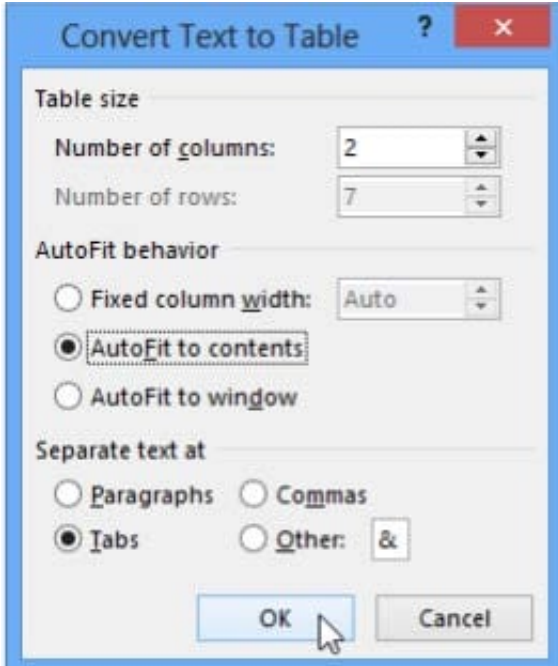 Convert Text to Table ? ×
Table size
Number of columns: 2
Number of rows: 7
AutoFit behavior
Fixed column width: Auto
AutoFit to contents
AutoFit to window
Separate text at
Paragraphs Commas
Tabs Other: &
OK Cancel